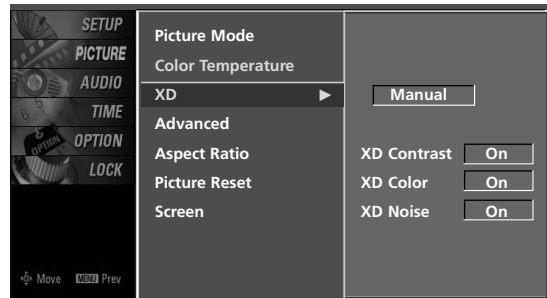 SETUP
PICTURE
AUDIO
TIME
OPTION
LOCK
Move MENU Prev
Picture Mode
Color Temperature
XD ►
Advanced
Aspect Ratio
Picture Reset
Screen
Manual
XD Contrast On
XD Color On
XD Noise On